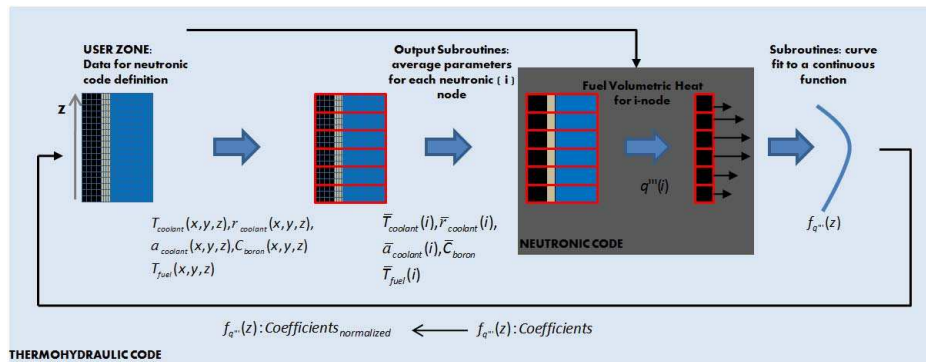 USER ZONE:
Data for neutronic
code definition
Z
T_coolant(x,y,z), r_coolant(x,y,z),
a_coolant(x,y,z), C_boron(x,y,z)
T_fuel(x,y,z)
Output Subroutines:
average parameters
for each neutronic ( i )
node
T̅_coolant(i), r̅_coolant(i),
a̅_coolant(i), C̅_boron
T̅_fuel(i)
Fuel Volumetric Heat
for i-node
q'''(i)
NEUTRONIC CODE
Subroutines: curve
fit to a continuous
function
f_q'''(z)
f_q'''(z): Coefficients_normalized ← f_q'''(z): Coefficients
THERMOHYDRAULIC CODE